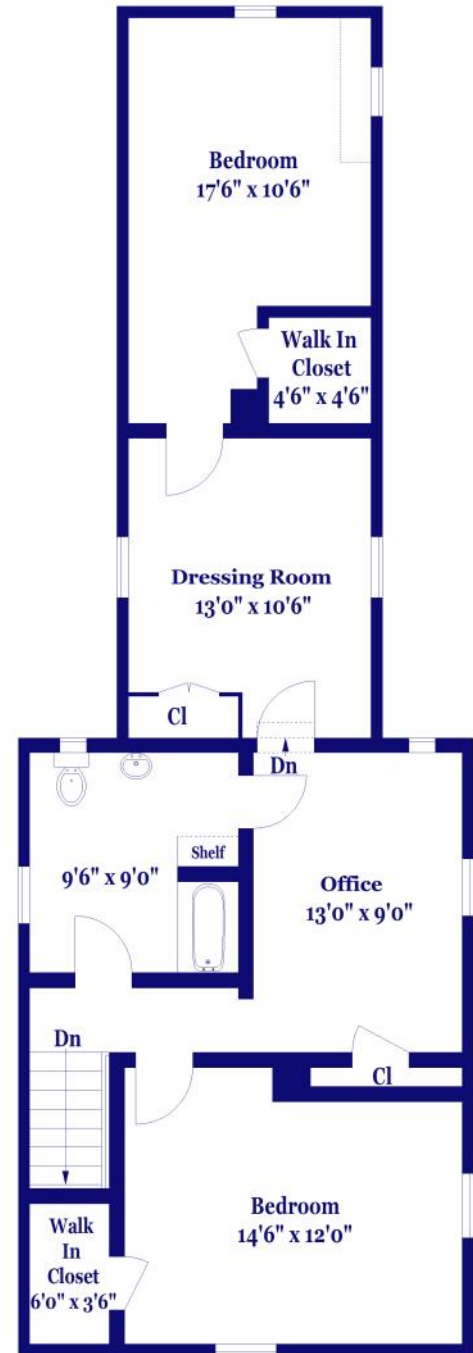 Bedroom
17'6" x 10'6"
Walk In
Closet
4'6" x 4'6"
Dressing Room
13'0" x 10'6"
Cl
Dn
Shelf
9'6" x 9'0"
Office
13'0" x 9'0"
Dn
Cl
Bedroom
14'6" x 12'0"
Walk
In
Closet
6'0" x 3'6"